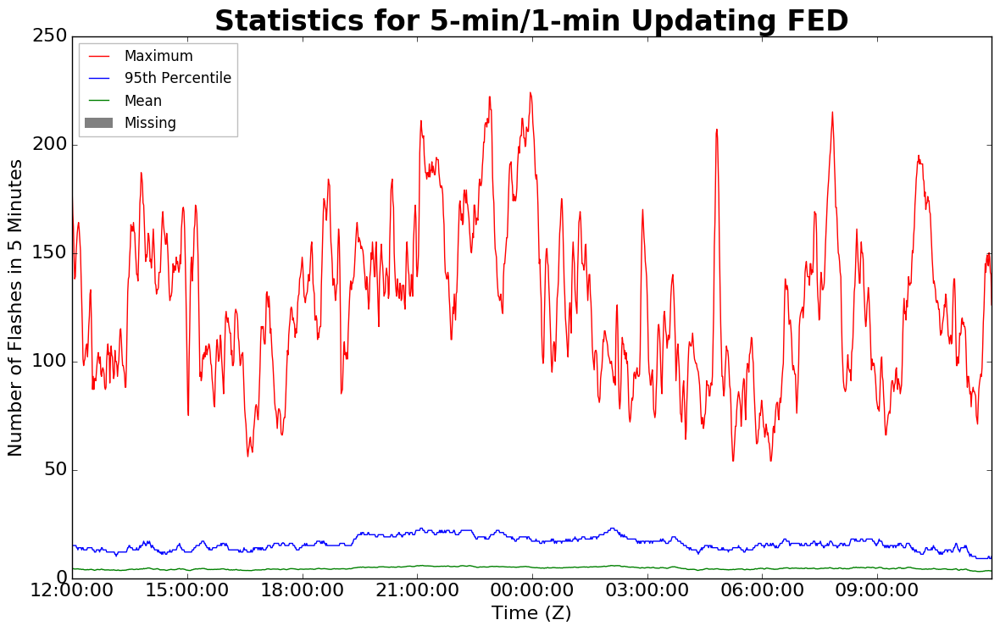 Statistics for 5-min/1-min Updating FED
250
200
150
100
50
0
Number of Flashes in 5 Minutes
Maximum
95th Percentile
Mean
Missing
12:00:00 15:00:00 18:00:00 21:00:00 00:00:00 03:00:00 06:00:00 09:00:00
Time (Z)